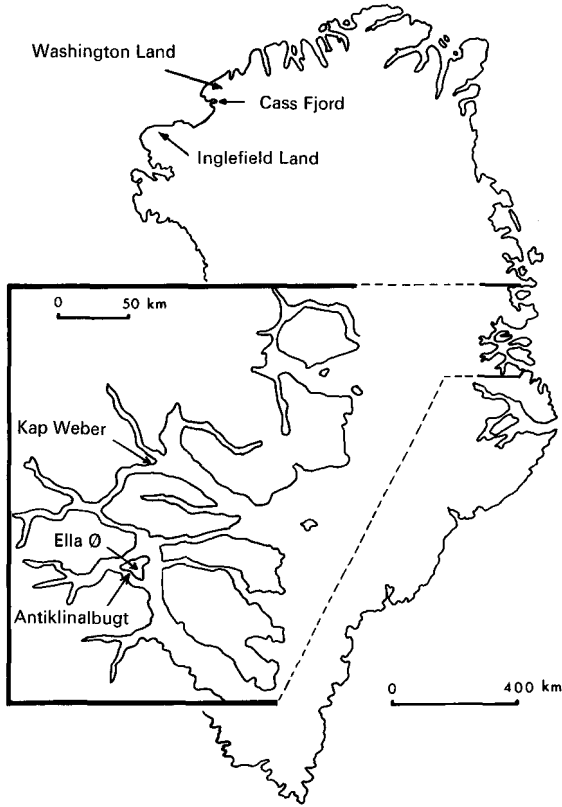 Washington Land
Cass Fjord
Inglefield Land
0 50 km
Kap Weber
Ella Ø
Antiklinalbugt
0 400 km